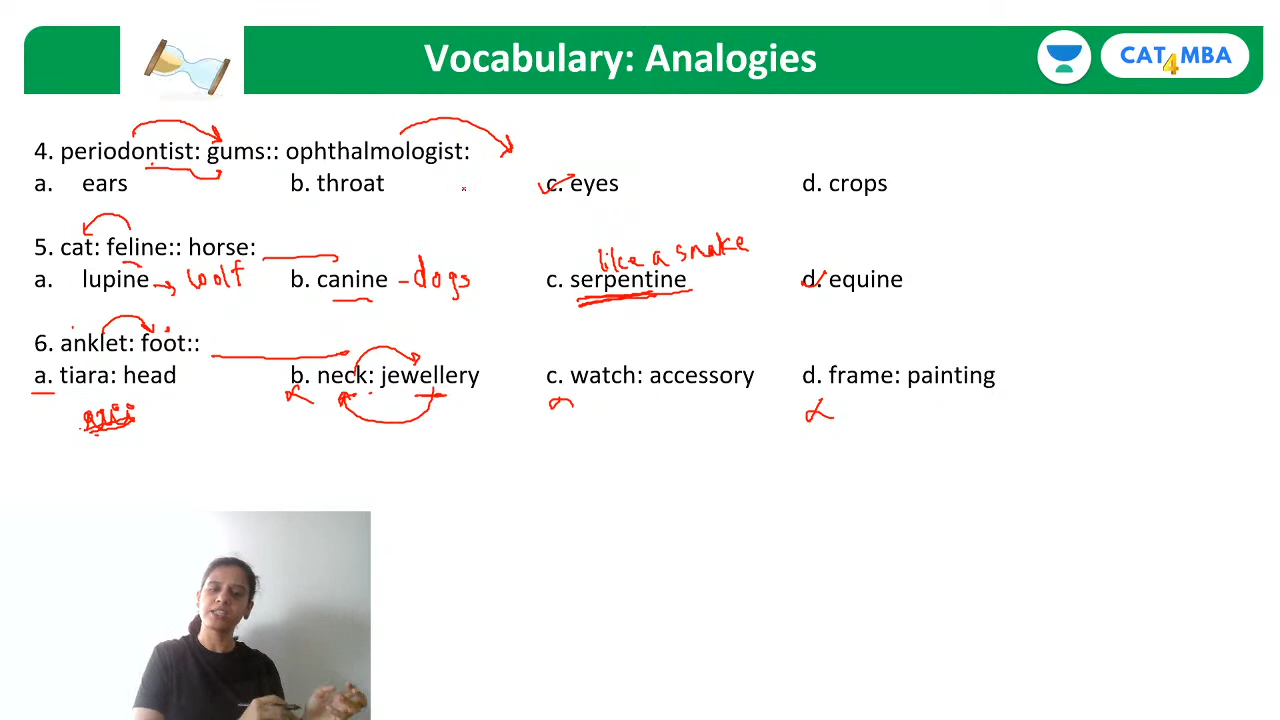 Vocabulary: Analogies
CAT4MBA
4. periodontist: gums:: ophthalmologist:
a. ears b. throat c. eyes d. crops
5. cat: feline:: horse: ______
like a snake
a. lupine → wolf b. canine - dogs c. serpentine d. equine
6. anklet: foot::
a. tiara: head b. neck: jewellery c. watch: accessory d. frame: painting